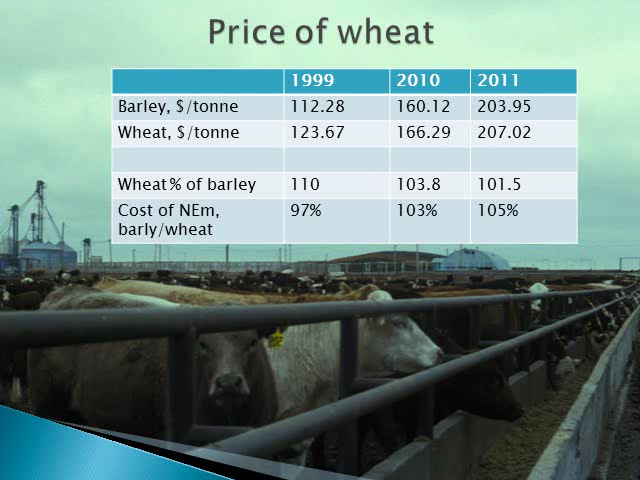 Price of wheat
1999 2010 2011
Barley, $/tonne 112.28 160.12 203.95
Wheat, $/tonne 123.67 166.29 207.02
Wheat % of barley 110 103.8 101.5
Cost of NEm, 97% 103% 105%
barly/wheat